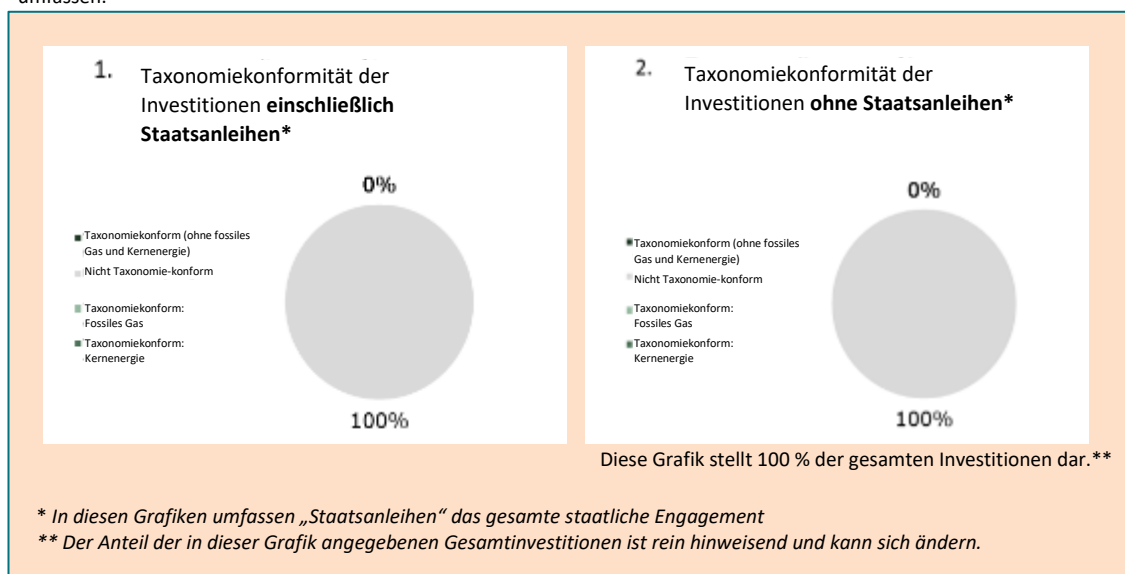 umfassen.
1. Taxonomiekonformität der
Investitionen einschließlich
Staatsanleihen*
0%
Taxonomiekonform (ohne fossiles
Gas und Kernenergie)
Nicht Taxonomie-konform
Taxonomiekonform:
Fossiles Gas
Taxonomiekonform:
Kernenergie
100%
2. Taxonomiekonformität der
Investitionen ohne Staatsanleihen*
0%
Taxonomiekonform (ohne fossiles
Gas und Kernenergie)
Nicht Taxonomie-konform
Taxonomiekonform:
Fossiles Gas
Taxonomiekonform:
Kernenergie
100%
Diese Grafik stellt 100 % der gesamten Investitionen dar.**
* In diesen Grafiken umfassen „Staatsanleihen“ das gesamte staatliche Engagement
** Der Anteil der in dieser Grafik angegebenen Gesamtinvestitionen ist rein hinweisend und kann sich ändern.